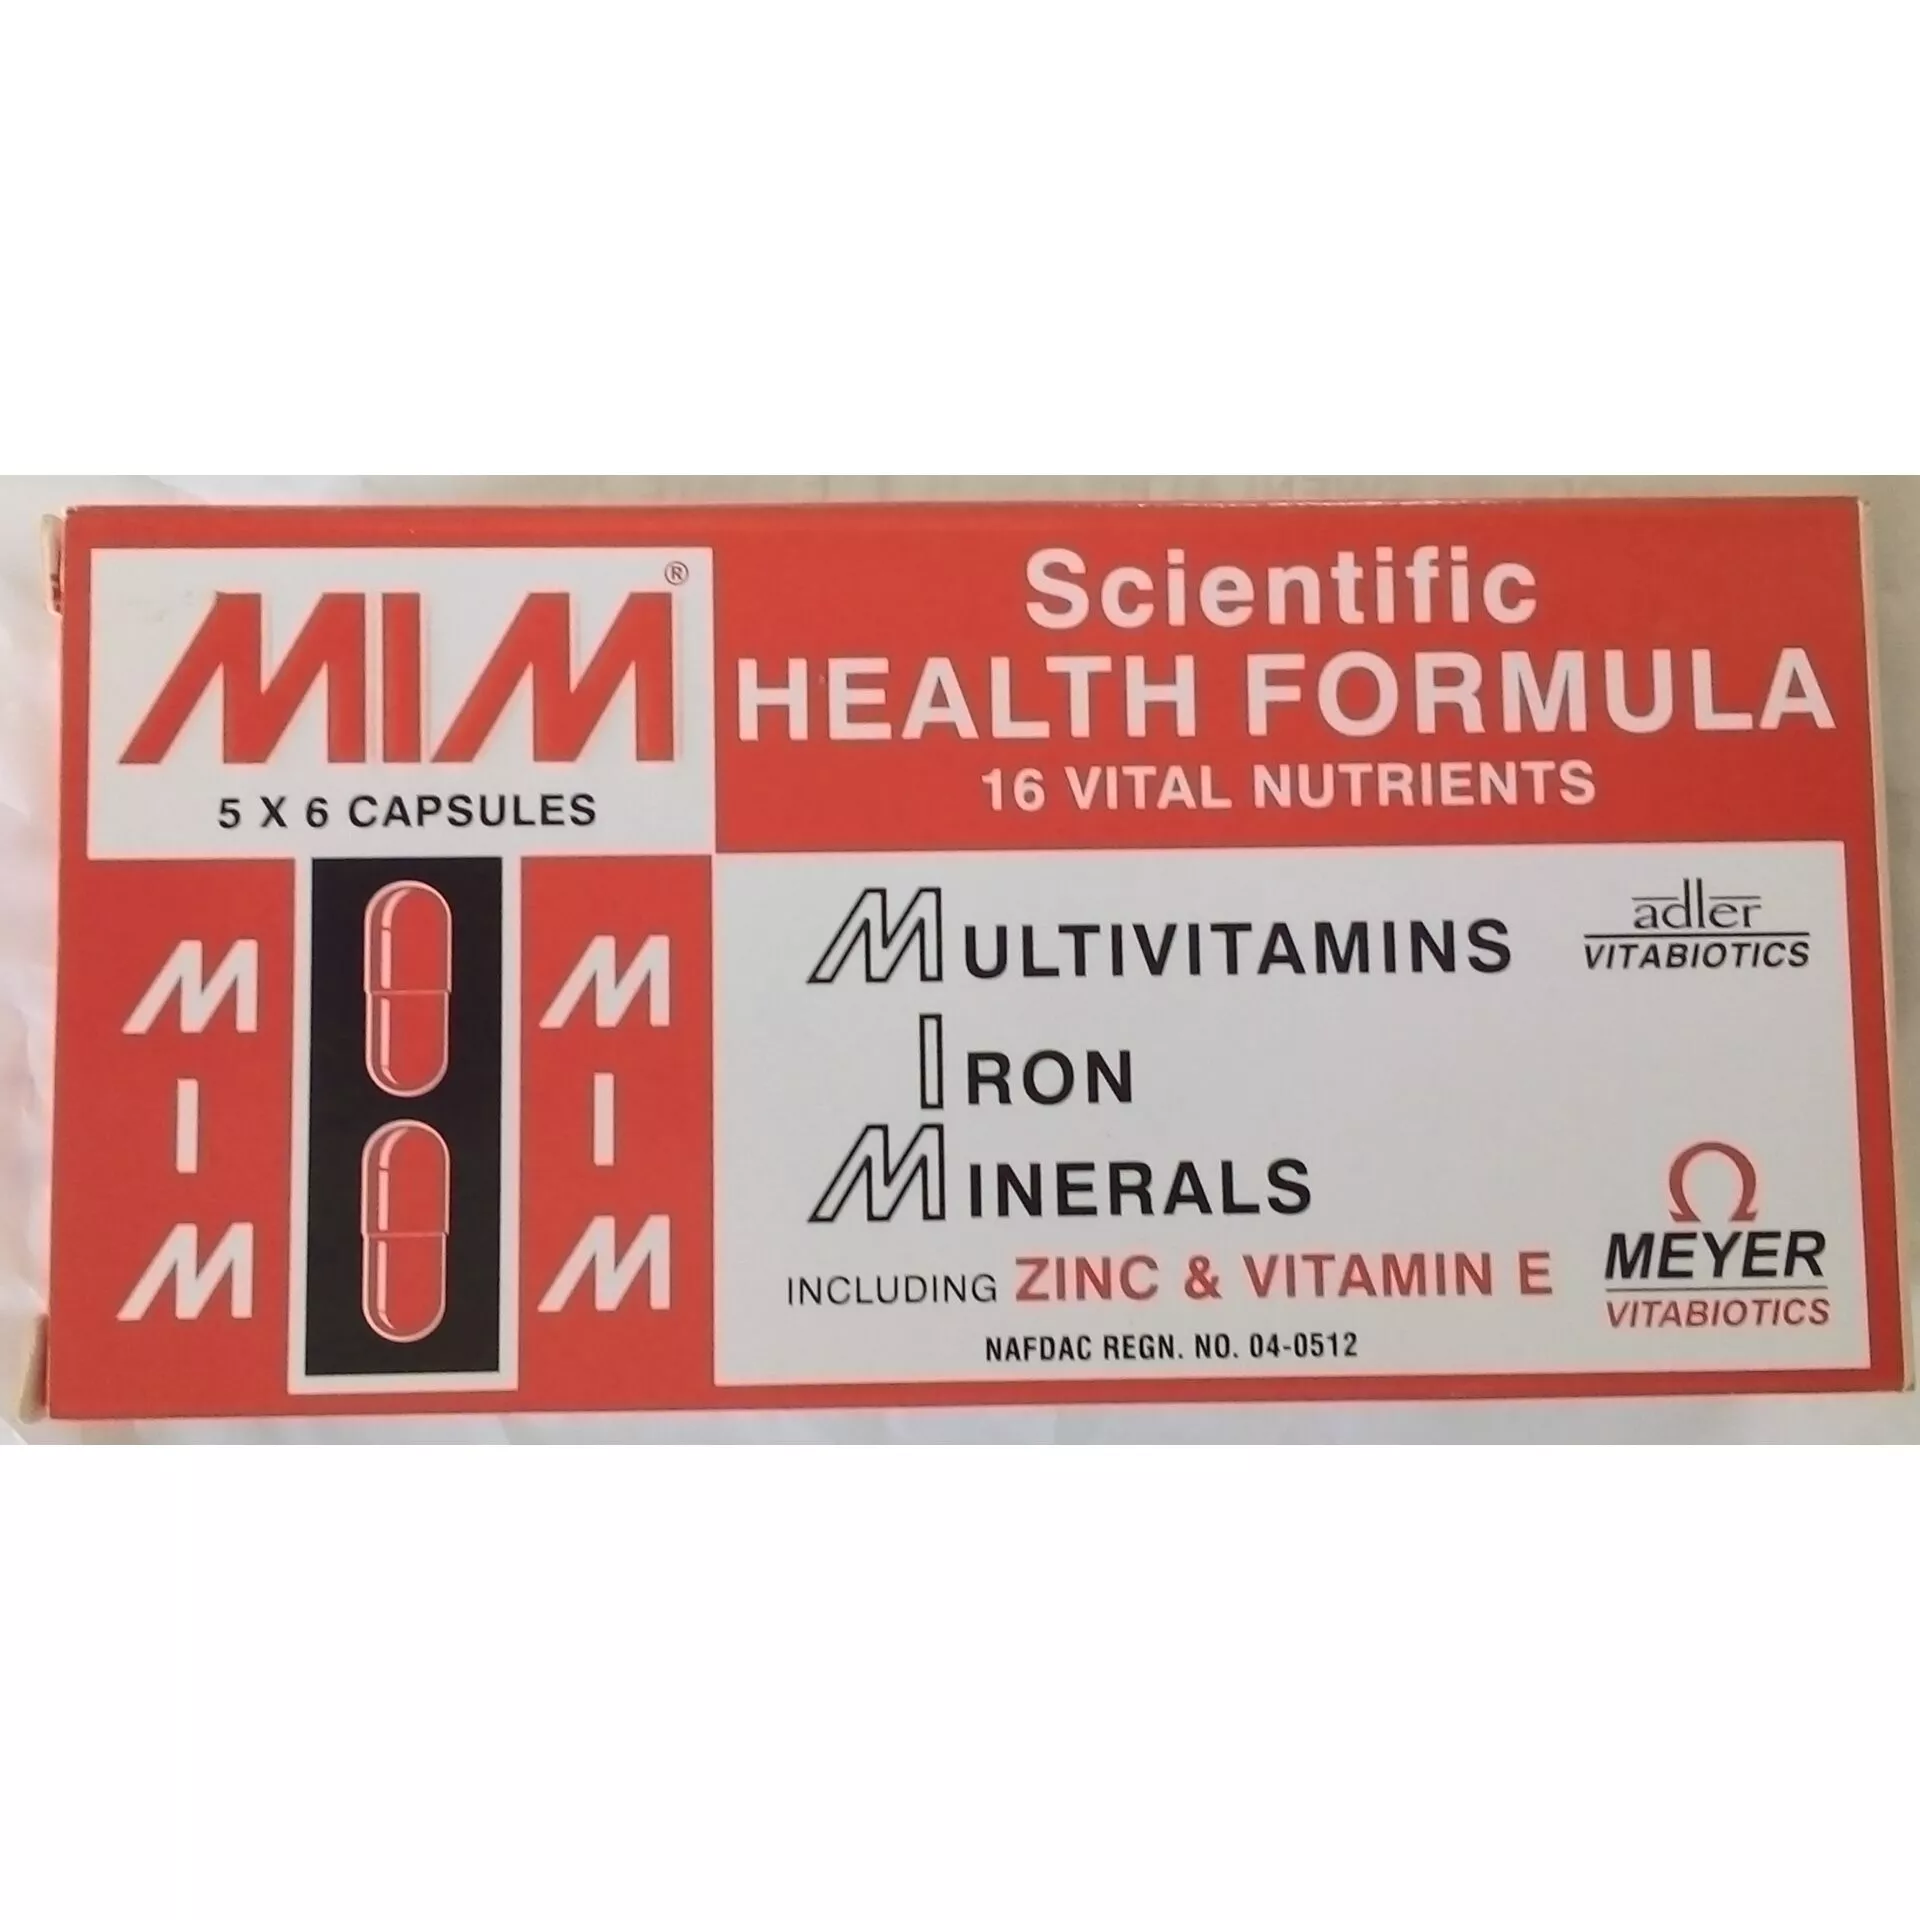 MIM®
5 X 6 CAPSULES
Scientific
HEALTH FORMULA
16 VITAL NUTRIENTS
M
I
M
M
I
M
MULTIVITAMINS
IRON
MINERALS
INCLUDING ZINC & VITAMIN E
NAFDAC REGN. NO. 04-0512
adler
VITABIOTICS
MEYER
VITABIOTICS